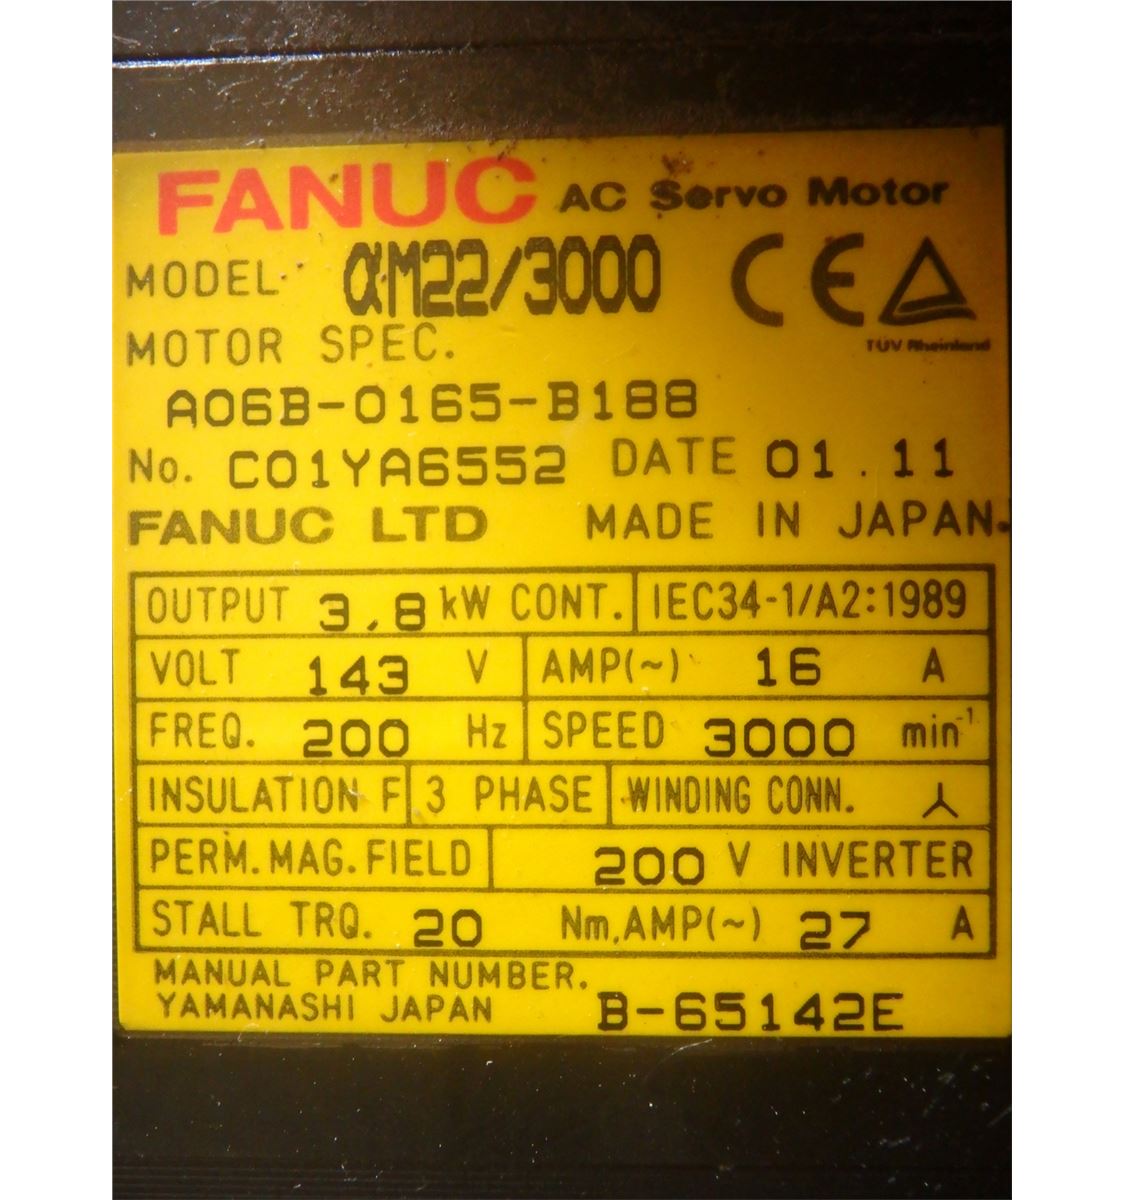 FANUC AC Servo Motor
MODEL αM22/3000
CE
TÜV Rheinland
MOTOR SPEC.
A06B-0165-B188
No. C01YA6552 DATE 01.11
FANUC LTD MADE IN JAPAN.
OUTPUT 3.8 kW CONT. IEC34-1/A2:1989
VOLT 143 V AMP(~) 16 A
FREQ. 200 Hz SPEED 3000 min⁻¹
INSULATION F 3 PHASE WINDING CONN.
PERM. MAG. FIELD 200 V INVERTER
STALL TRQ. 20 Nm, AMP(~) 27 A
MANUAL PART NUMBER.
YAMANASHI JAPAN B-65142E